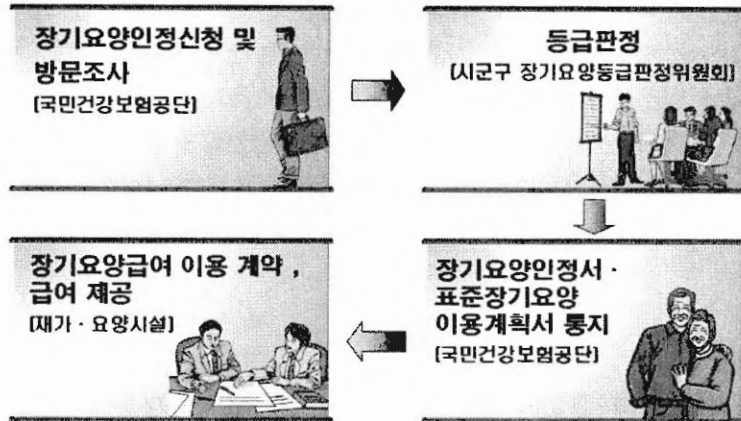 장기요양인정신청 및
방문조사
[국민건강보험공단]
등급판정
[시군구 장기요양등급판정위원회]
장기요양인정서 ·
표준장기요양
이용계획서 통지
[국민건강보험공단]
장기요양급여 이용 계약 ,
급여 제공
[재가 · 요양시설]